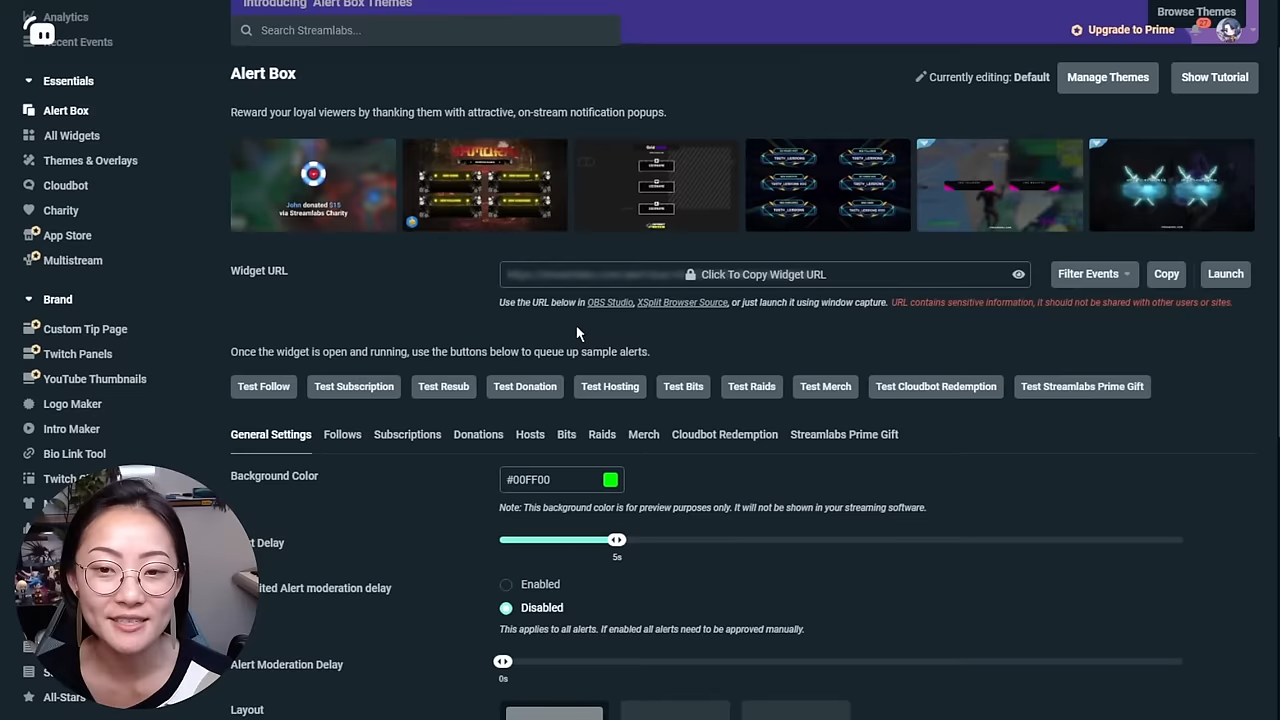 Analytics
Introducing Alert Box Themes
Browse Themes
Search Streamlabs...
27
Upgrade to Prime
Recent Events
Essentials
Alert Box
All Widgets
Themes & Overlays
Cloudbot
Charity
App Store
Multistream
Brand
Custom Tip Page
Twitch Panels
YouTube Thumbnails
Logo Maker
Intro Maker
Bio Link Tool
All-Stars
Alert Box
Currently editing: Default
Manage Themes
Show Tutorial
Reward your loyal viewers by thanking them with attractive, on-stream notification popups.
John donated $15
via Streamlabs Charity
Widget URL
Click To Copy Widget URL
Filter Events
Copy
Launch
Use the URL below in OBS Studio, XSplit Browser Source, or just launch it using window capture. URL contains sensitive information, it should not be shared with other users or sites.
Once the widget is open and running, use the buttons below to queue up sample alerts.
Test Follow
Test Subscription
Test Resub
Test Donation
Test Hosting
Test Bits
Test Raids
Test Merch
Test Cloudbot Redemption
Test Streamlabs Prime Gift
General Settings
Follows
Subscriptions
Donations
Hosts
Bits
Raids
Merch
Cloudbot Redemption
Streamlabs Prime Gift
Background Color
#00FF00
Note: This background color is for preview purposes only. It will not be shown in your streaming software.
Delay
5s
Alert moderation delay
Enabled
Disabled
This applies to all alerts. If enabled all alerts need to be approved manually.
Alert Moderation Delay
0s
Layout